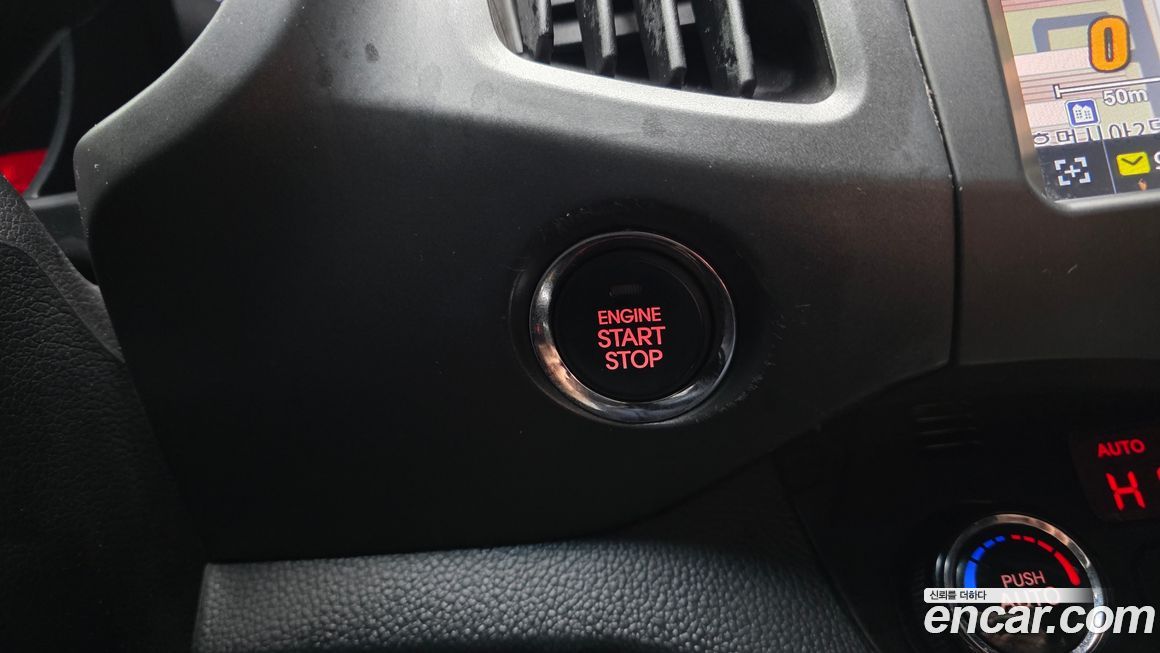 0
50m
ENGINE
START
STOP
AUTO
H
PUSH
AUTO
신뢰를 더하다
encar.com